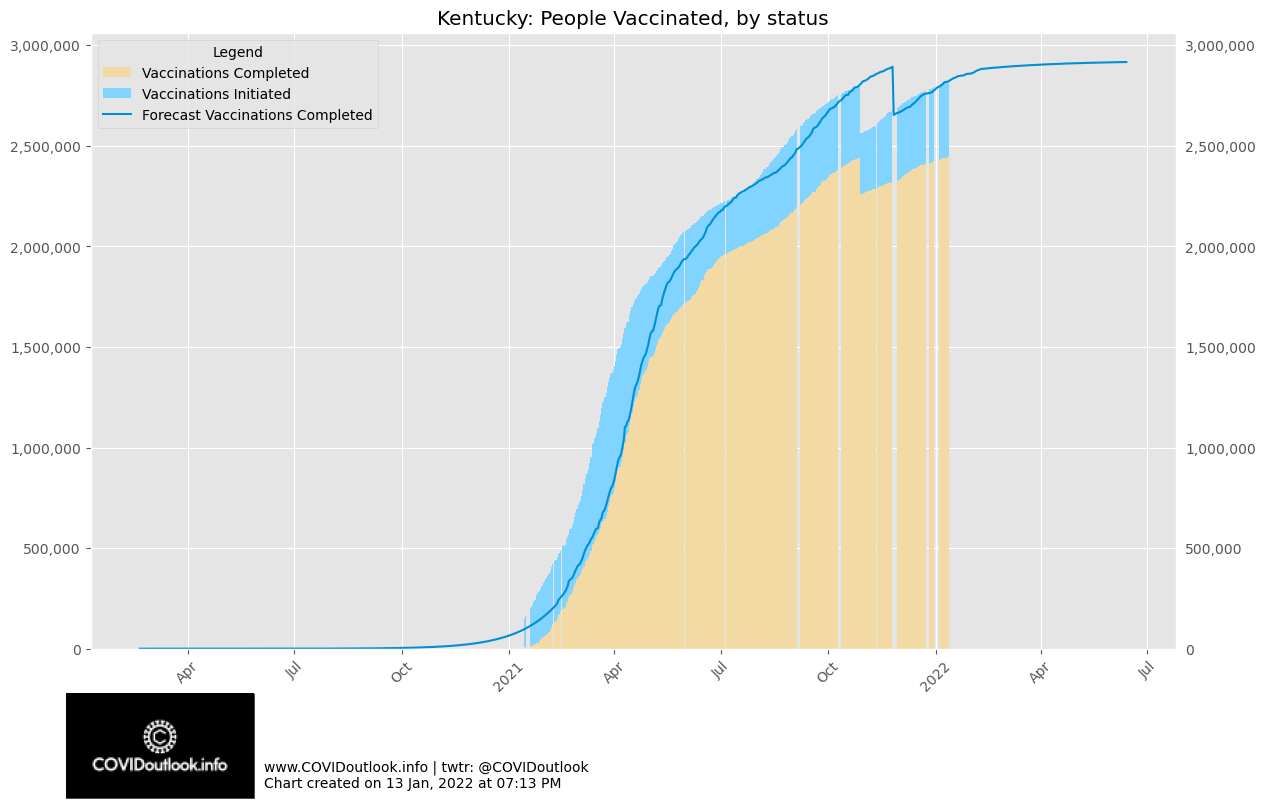 Kentucky: People Vaccinated, by status
Legend
Vaccinations Completed
Vaccinations Initiated
Forecast Vaccinations Completed
3,000,000
2,500,000
2,000,000
1,500,000
1,000,000
500,000
0
3,000,000
2,500,000
2,000,000
1,500,000
1,000,000
500,000
0
Apr
Jul
Oct
2021
Apr
Jul
Oct
2022
Apr
Jul
COVIDoutlook.info
www.COVIDoutlook.info | twtr: @COVIDoutlook
Chart created on 13 Jan, 2022 at 07:13 PM